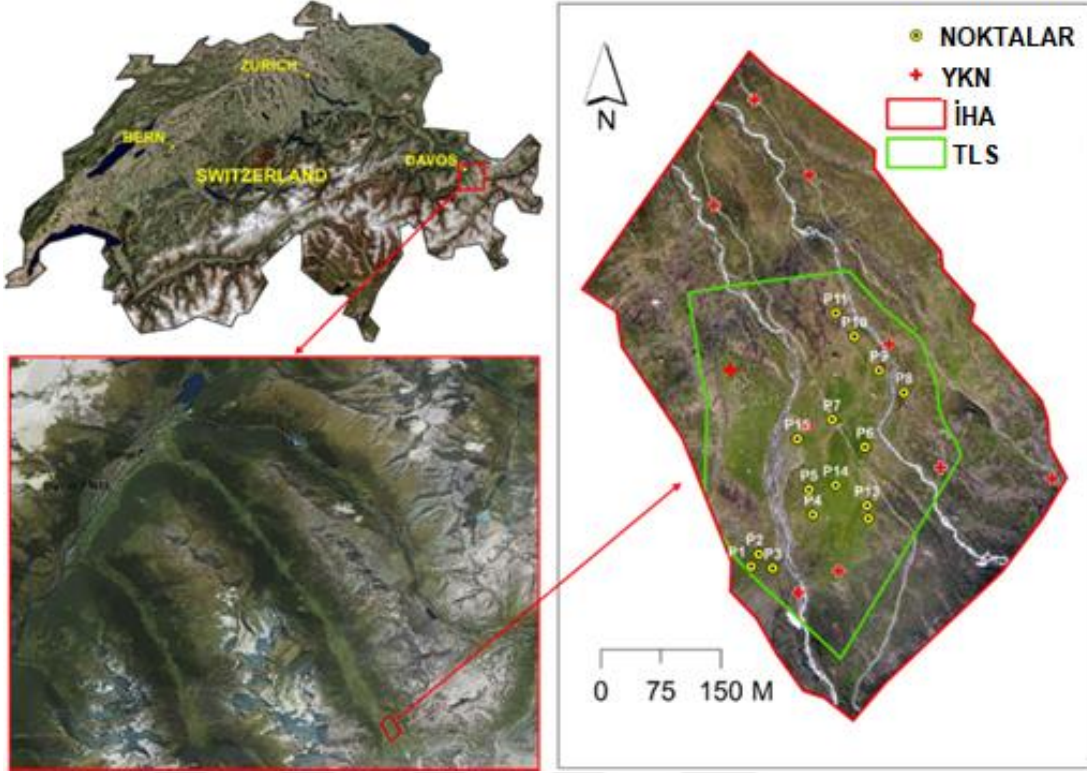 ZURICH
BERN
SWITZERLAND
DAVOS
NOKTALAR
YKN
İHA
TLS
N
P11
P10
P9
P8
P7
P15
P6
P5
P14
P4
P13
P2
P1
P3
0 75 150 M